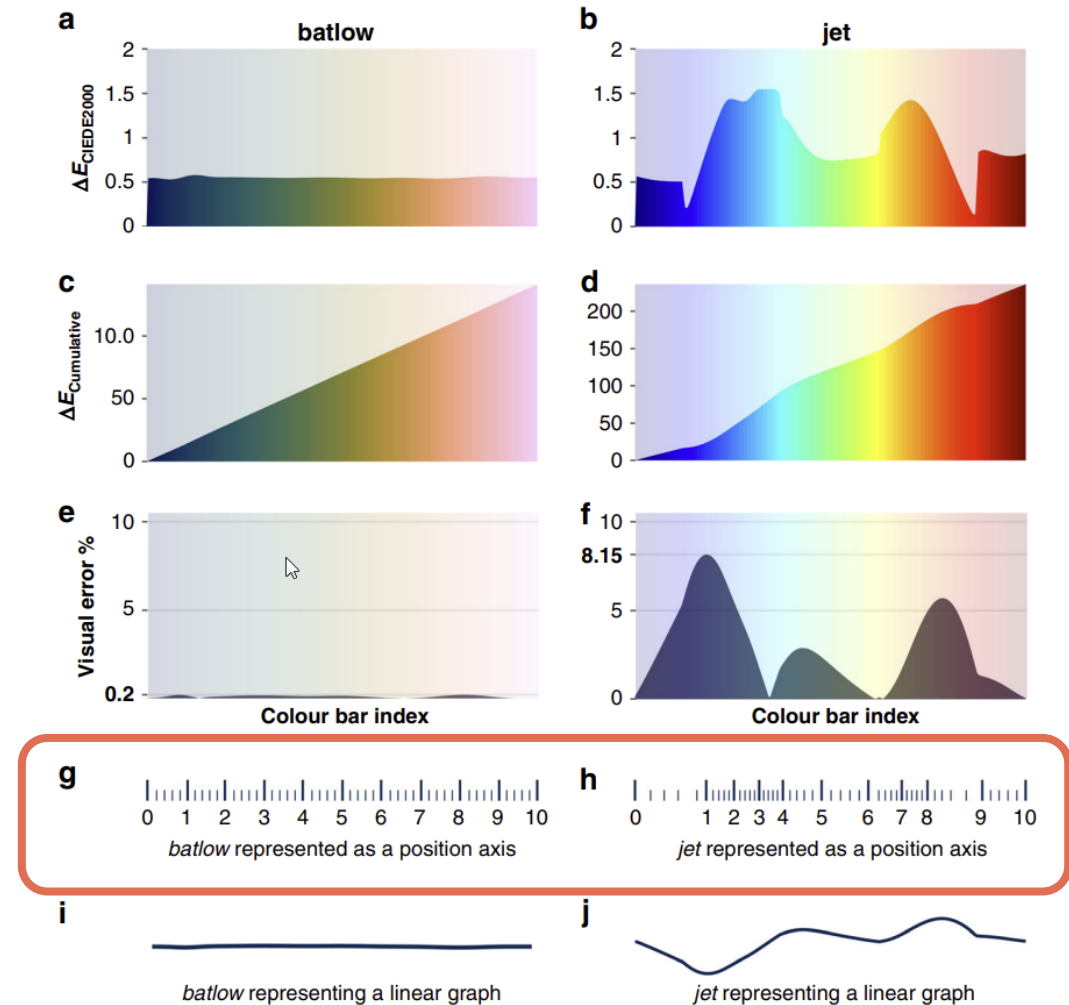 a
batlow
b
jet
2
1.5
1
0.5
0
ΔE CIEDE2000
2
1.5
1
0.5
0
c
d
10.0
50
0
ΔE Cumulative
200
150
100
50
0
e
f
10
5
0.2
Visual error %
10
8.15
5
0
Colour bar index
Colour bar index
g
0 1 2 3 4 5 6 7 8 9 10
batlow represented as a position axis
h
0 1 2 3 4 5 6 7 8 9 10
jet represented as a position axis
i
batlow representing a linear graph
j
jet representing a linear graph